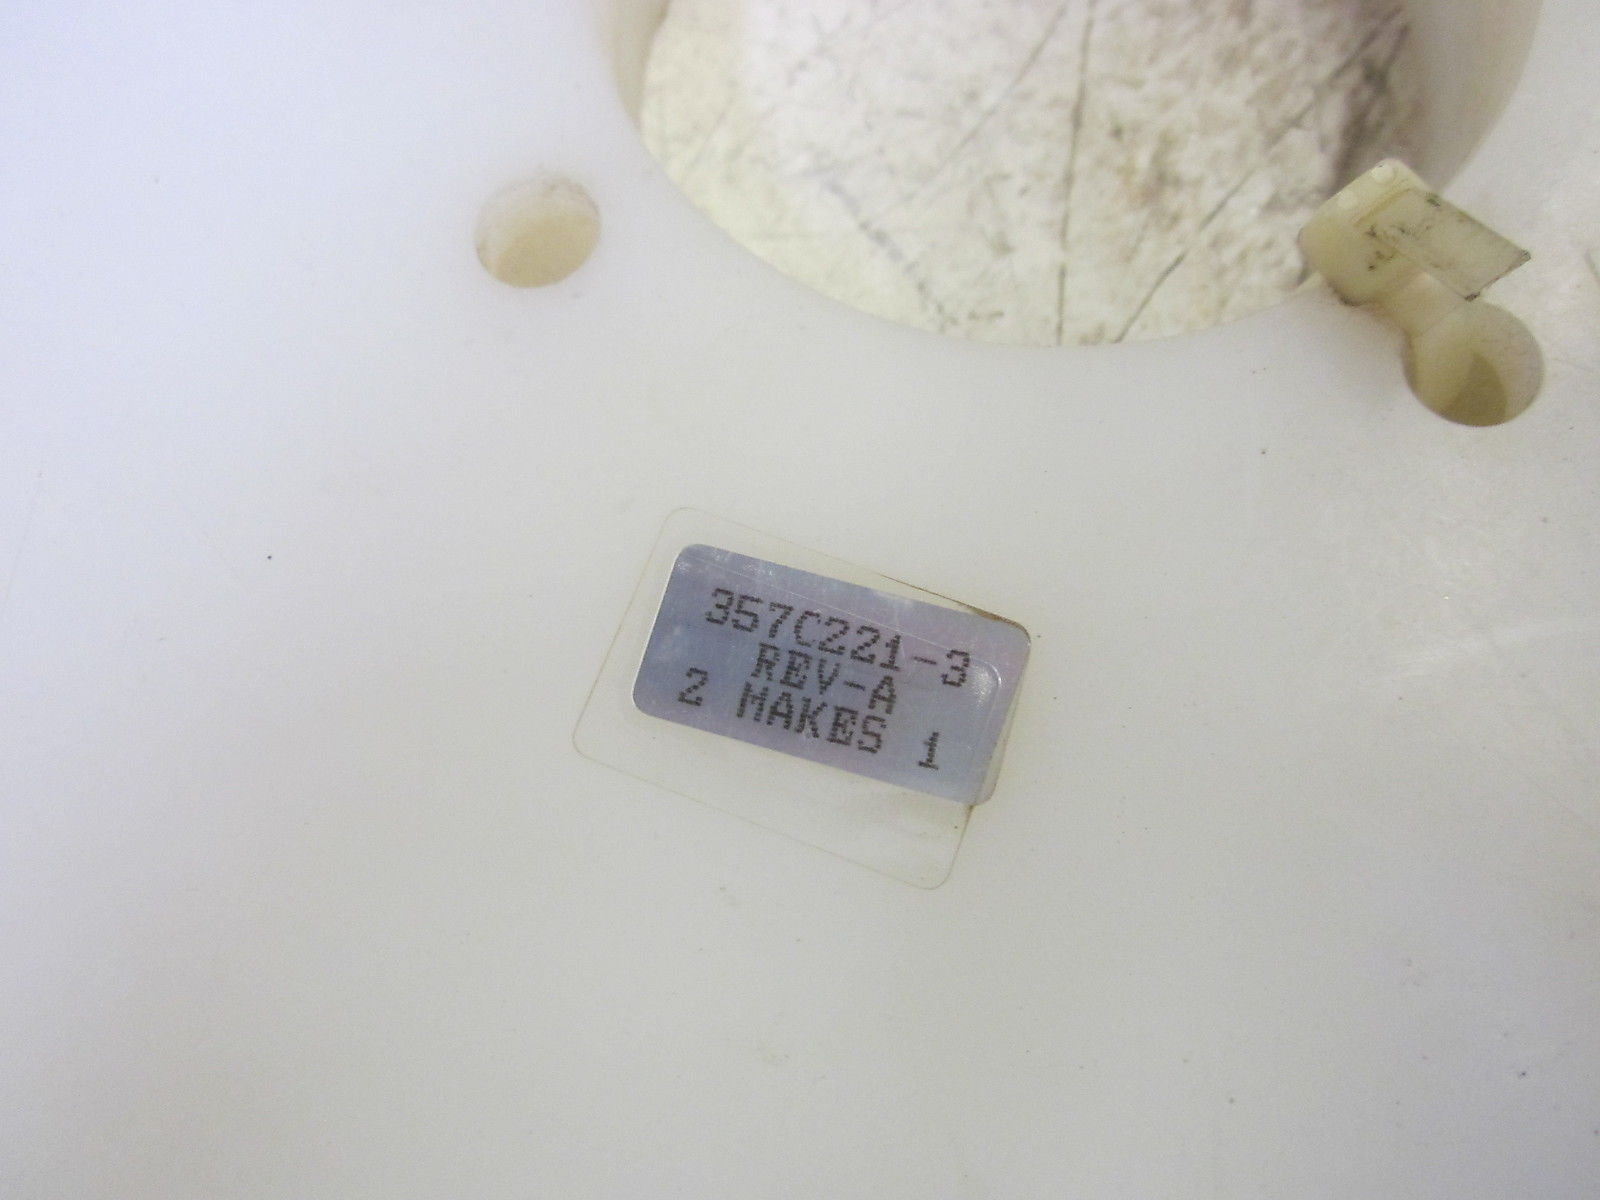 357C221-3
REV-A
2 MAKES 1